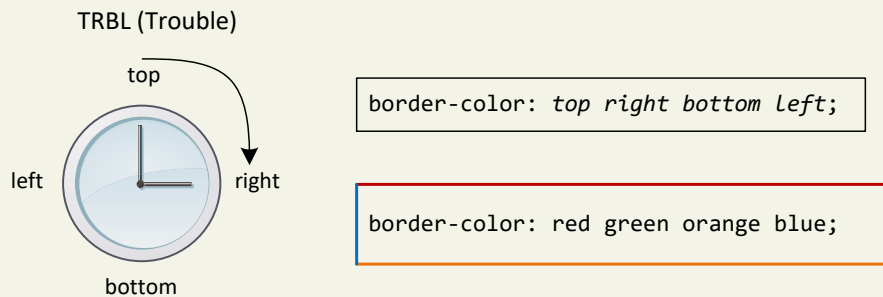 TRBL (Trouble)
top
left
right
bottom
border-color: top right bottom left;
border-color: red green orange blue;